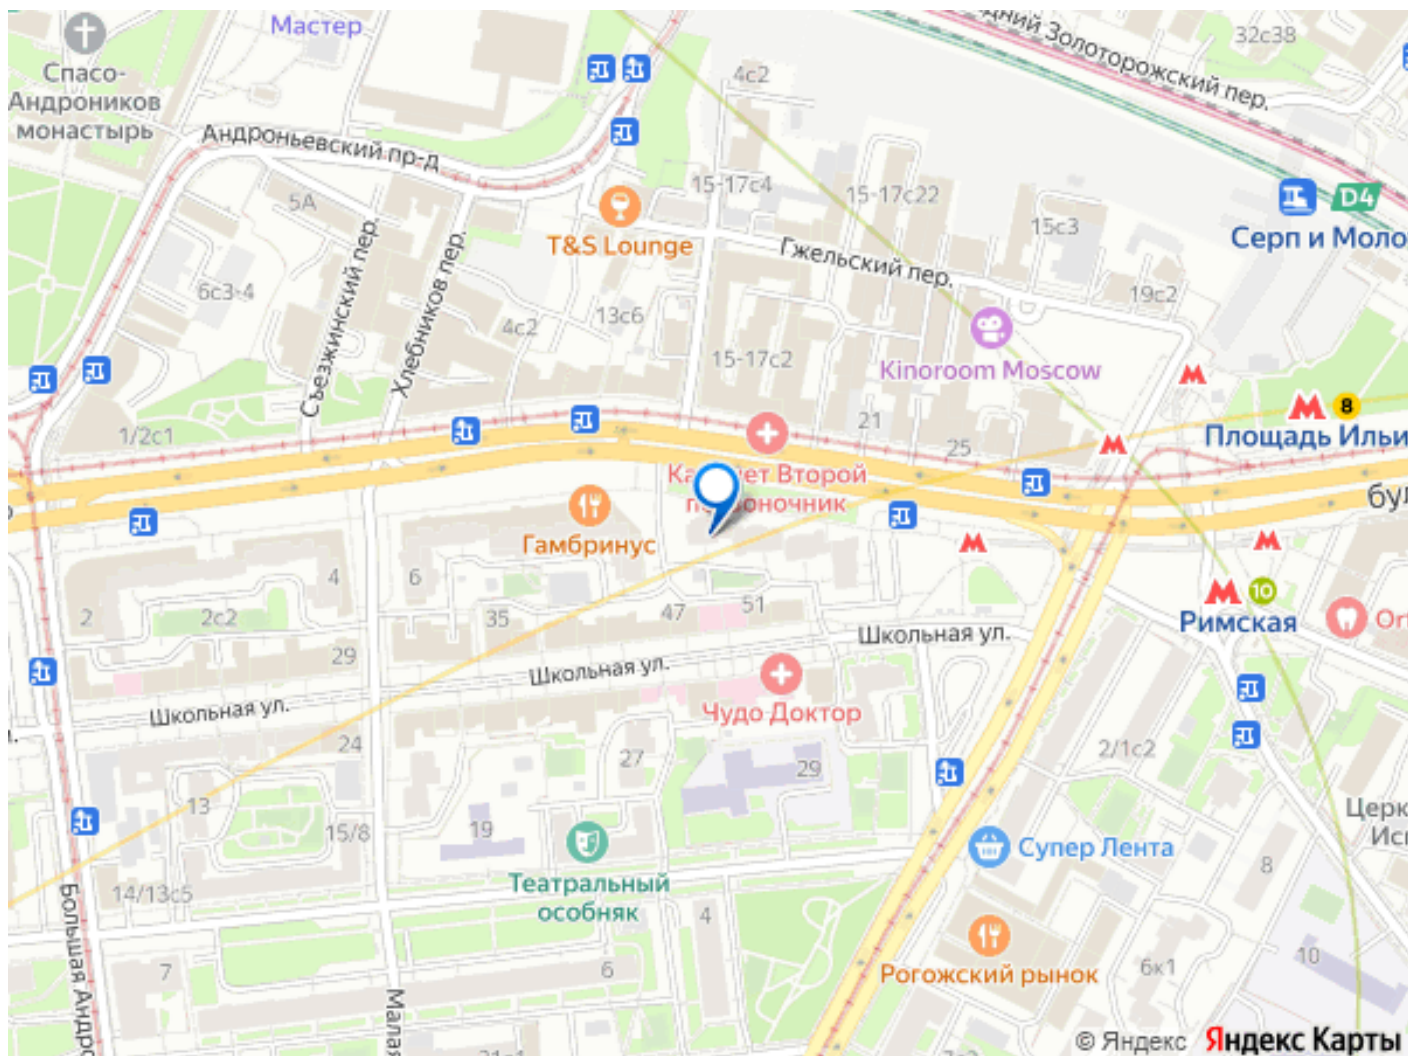 Мастер
Спасо-
Андроников
монастырь
Андроньевский пр-д
4с2
32с38
Золоторожский пер.
D4
15-17с4
15-17с22
15с3
5А
T&S Lounge
Гжельский пер.
Серп и Моло
6с3-4
Съезжинский пер.
Хлебников пер.
4с2
13с6
19с2
15-17с2
Kinoroom Moscow
8
Площадь Ильи
1/2с1
21
25
Второй
бул
Гамбринус
4
6
2
2с2
35
47
51
10
Римская
Школьная ул.
29
Школьная ул.
Школьная ул.
Чудо Доктор
24
27
29
2/1с2
13
15/8
19
Супер Лента
8
Театральный
особняк
14/13с5
4
Рогожский рынок
7
6
6к1
10
Большая Андро
Малая
© Яндекс Яндекс Карты